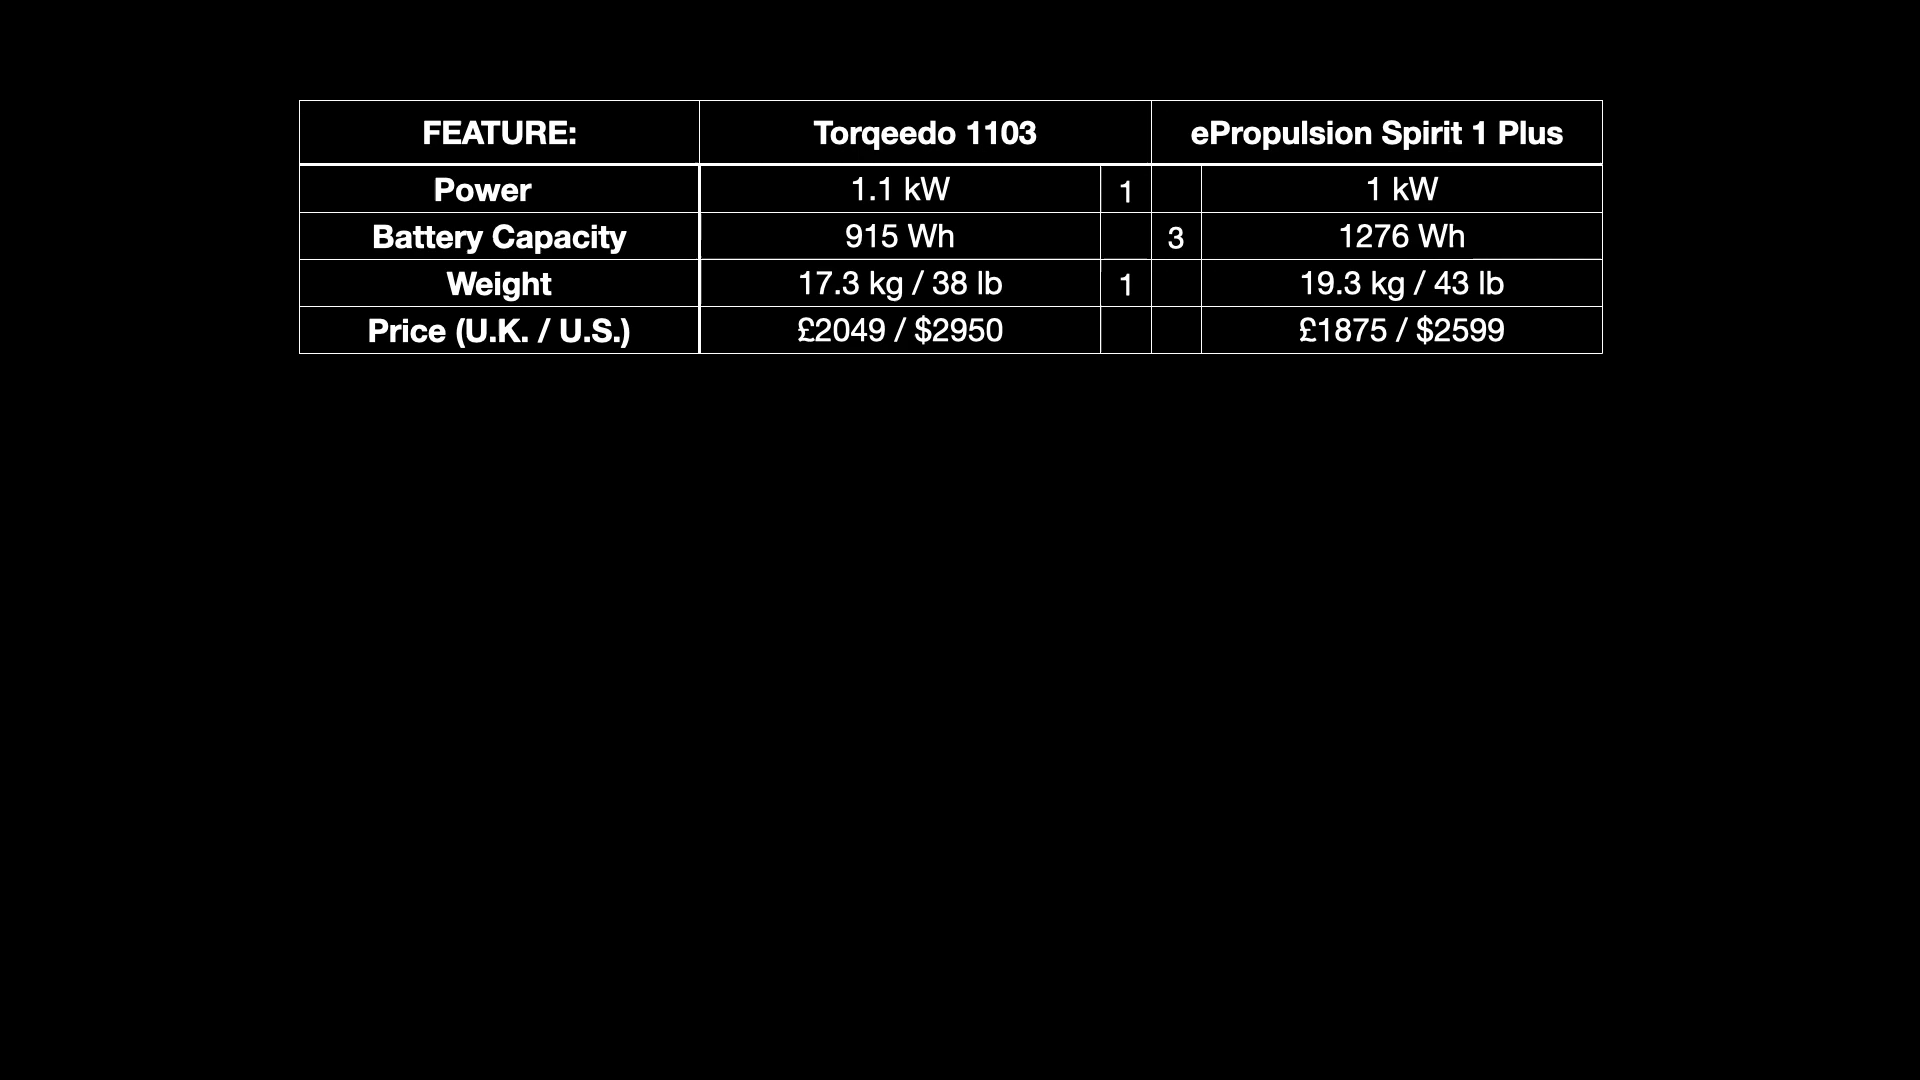 FEATURE: Torqeedo 1103 ePropulsion Spirit 1 Plus
Power 1.1 kW 1 1 kW
Battery Capacity 915 Wh 3 1276 Wh
Weight 17.3 kg / 38 lb 1 19.3 kg / 43 lb
Price (U.K. / U.S.) £2049 / $2950 £1875 / $2599